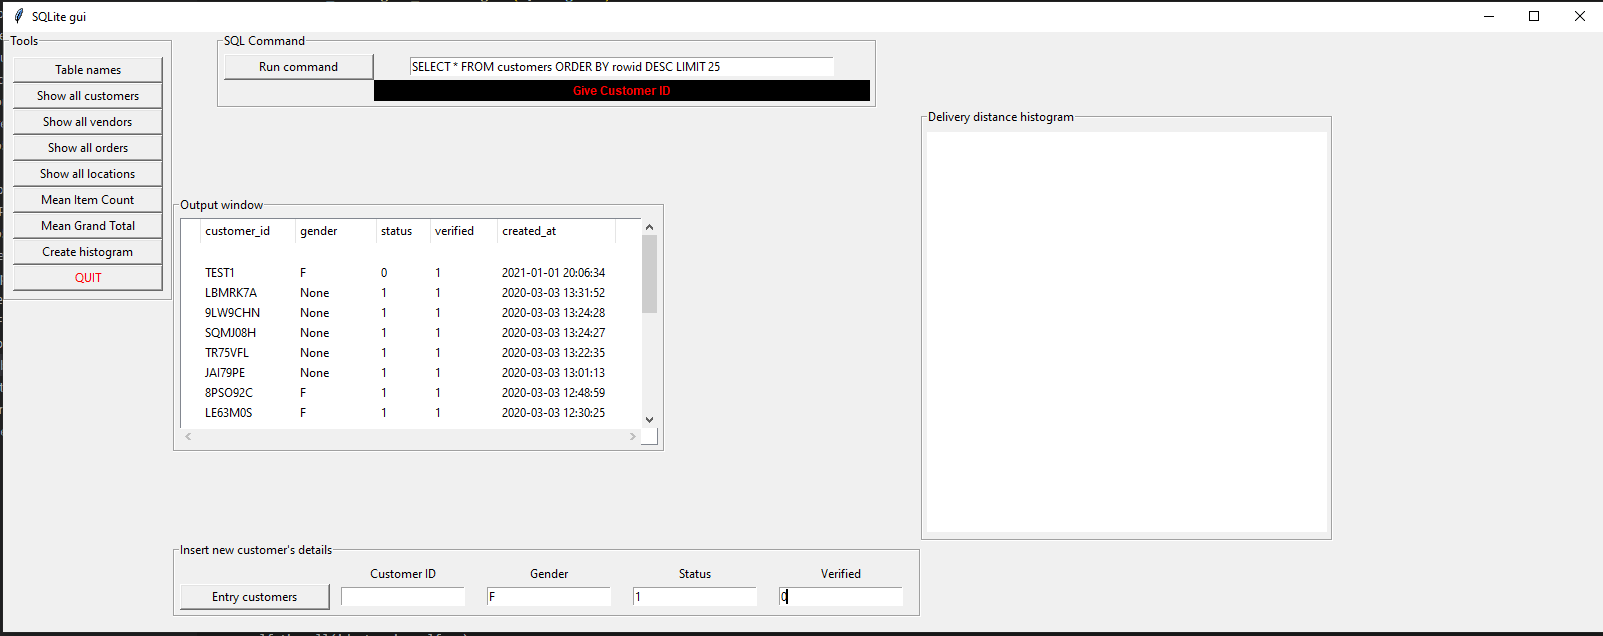 SQLite gui
Tools
Table names
Show all customers
Show all vendors
Show all orders
Show all locations
Mean Item Count
Mean Grand Total
Create histogram
QUIT
SQL Command
Run command
SELECT * FROM customers ORDER BY rowid DESC LIMIT 25
Give Customer ID
Output window
customer_id gender status verified created_at
TEST1 F 0 1 2021-01-01 20:06:34
LBMRK7A None 1 1 2020-03-03 13:31:52
9LW9CHN None 1 1 2020-03-03 13:24:28
SQMJ08H None 1 1 2020-03-03 13:24:27
TR75VFL None 1 1 2020-03-03 13:22:35
JAI79PE None 1 1 2020-03-03 13:01:13
8PSO92C F 1 1 2020-03-03 12:48:59
LE63M0S F 1 1 2020-03-03 12:30:25
Delivery distance histogram
Insert new customer's details
Customer ID Gender Status Verified
Entry customers F 1 0